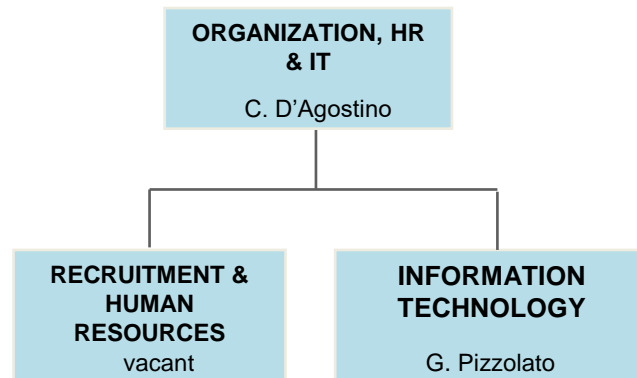 ORGANIZATION, HR
& IT
C. D’Agostino
RECRUITMENT &
HUMAN
RESOURCES
vacant
INFORMATION
TECHNOLOGY
G. Pizzolato